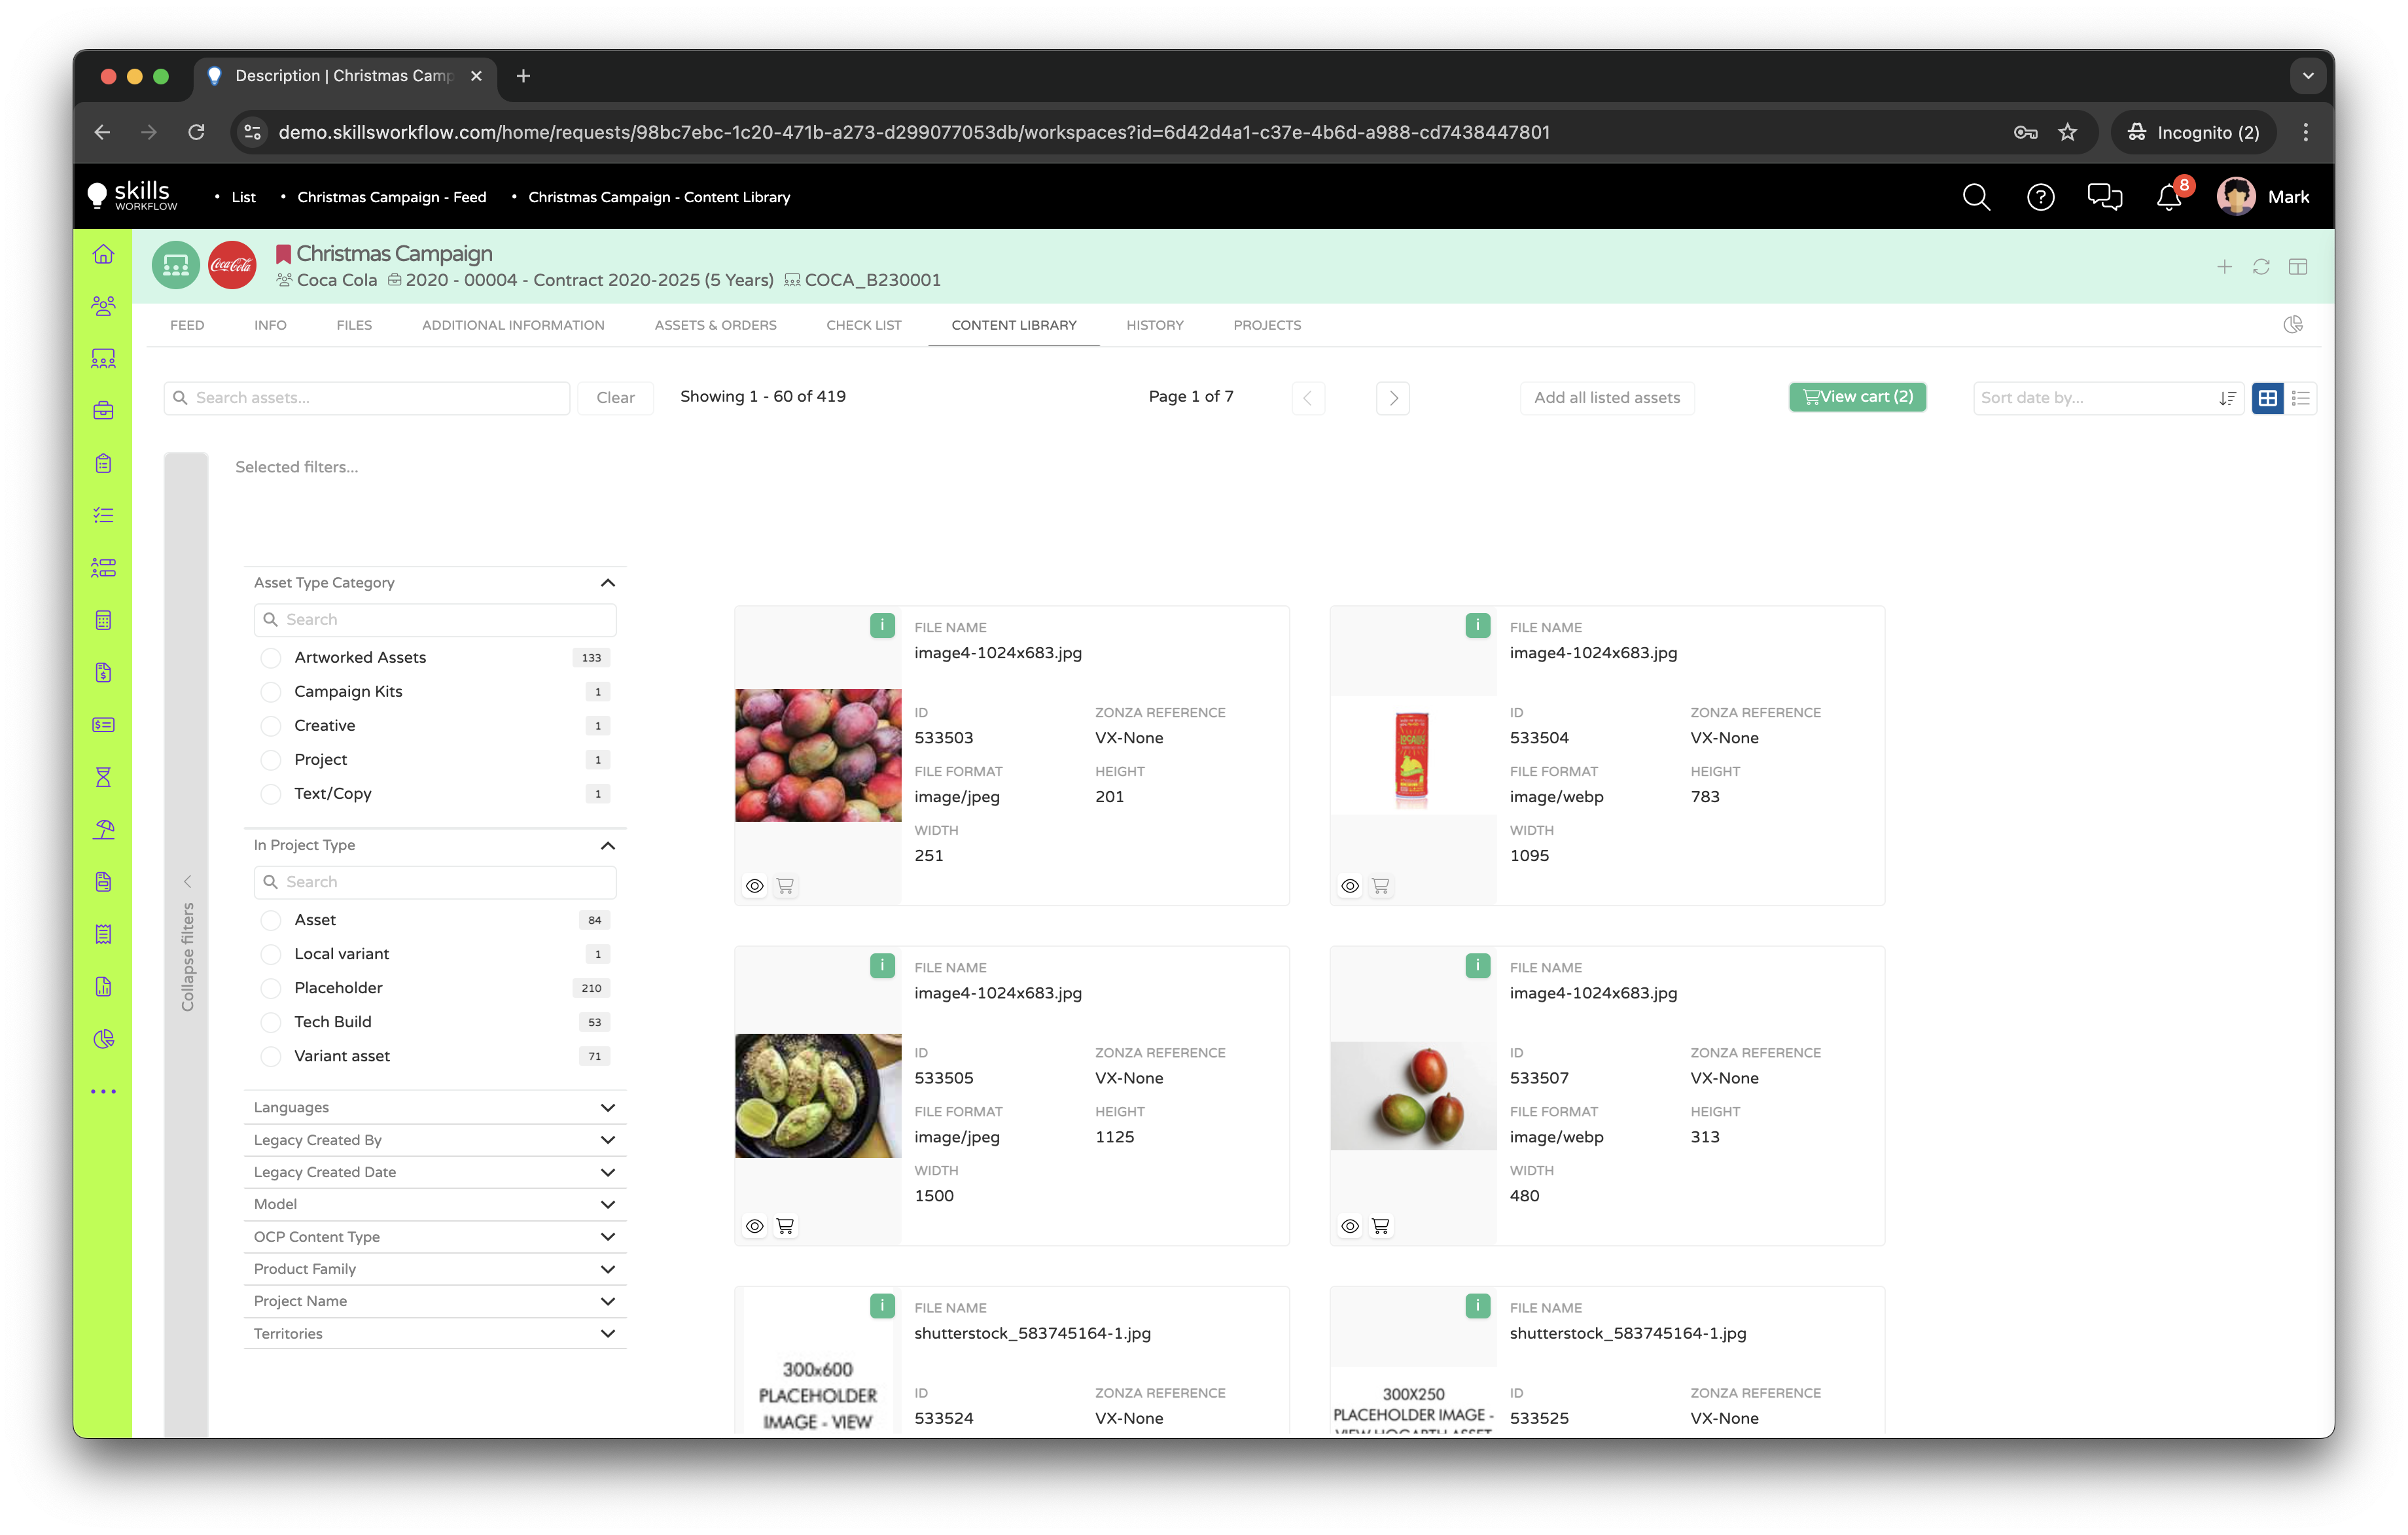 Description | Christmas Camp
demo.skillsworkflow.com/home/requests/98bc7ebc-1c20-471b-a273-d299077053db/workspaces?id=6d42d4a1-c37e-4b6d-a988-cd7438447801
Incognito (2)
skills
WORKFLOW
• List • Christmas Campaign - Feed • Christmas Campaign - Content Library
8
Mark
Coca-Cola
Christmas Campaign
Coca Cola 2020 - 00004 - Contract 2020-2025 (5 Years) COCA_B230001
FEED INFO FILES ADDITIONAL INFORMATION ASSETS & ORDERS CHECK LIST CONTENT LIBRARY HISTORY PROJECTS
Search assets... Clear Showing 1 - 60 of 419 Page 1 of 7 Add all listed assets View cart (2) Sort date by...
Collapse filters
Selected filters...
Asset Type Category
Search
Artworked Assets 133
Campaign Kits 1
Creative 1
Project 1
Text/Copy 1
In Project Type
Search
Asset 84
Local variant 1
Placeholder 210
Tech Build 53
Variant asset 71
Languages
Legacy Created By
Legacy Created Date
Model
OCP Content Type
Product Family
Project Name
Territories
i
FILE NAME
image4-1024x683.jpg
ID ZONZA REFERENCE
533503 VX-None
FILE FORMAT HEIGHT
image/jpeg 201
WIDTH
251
i
FILE NAME
image4-1024x683.jpg
ID ZONZA REFERENCE
533504 VX-None
FILE FORMAT HEIGHT
image/webp 783
WIDTH
1095
i
FILE NAME
image4-1024x683.jpg
ID ZONZA REFERENCE
533505 VX-None
FILE FORMAT HEIGHT
image/jpeg 1125
WIDTH
1500
i
FILE NAME
image4-1024x683.jpg
ID ZONZA REFERENCE
533507 VX-None
FILE FORMAT HEIGHT
image/webp 313
WIDTH
480
i
300x600
PLACEHOLDER
IMAGE - VIEW
FILE NAME
shutterstock_583745164-1.jpg
ID ZONZA REFERENCE
533524 VX-None
i
300X250
PLACEHOLDER IMAGE -
VIEW HOGARTH ASSET
FILE NAME
shutterstock_583745164-1.jpg
ID ZONZA REFERENCE
533525 VX-None